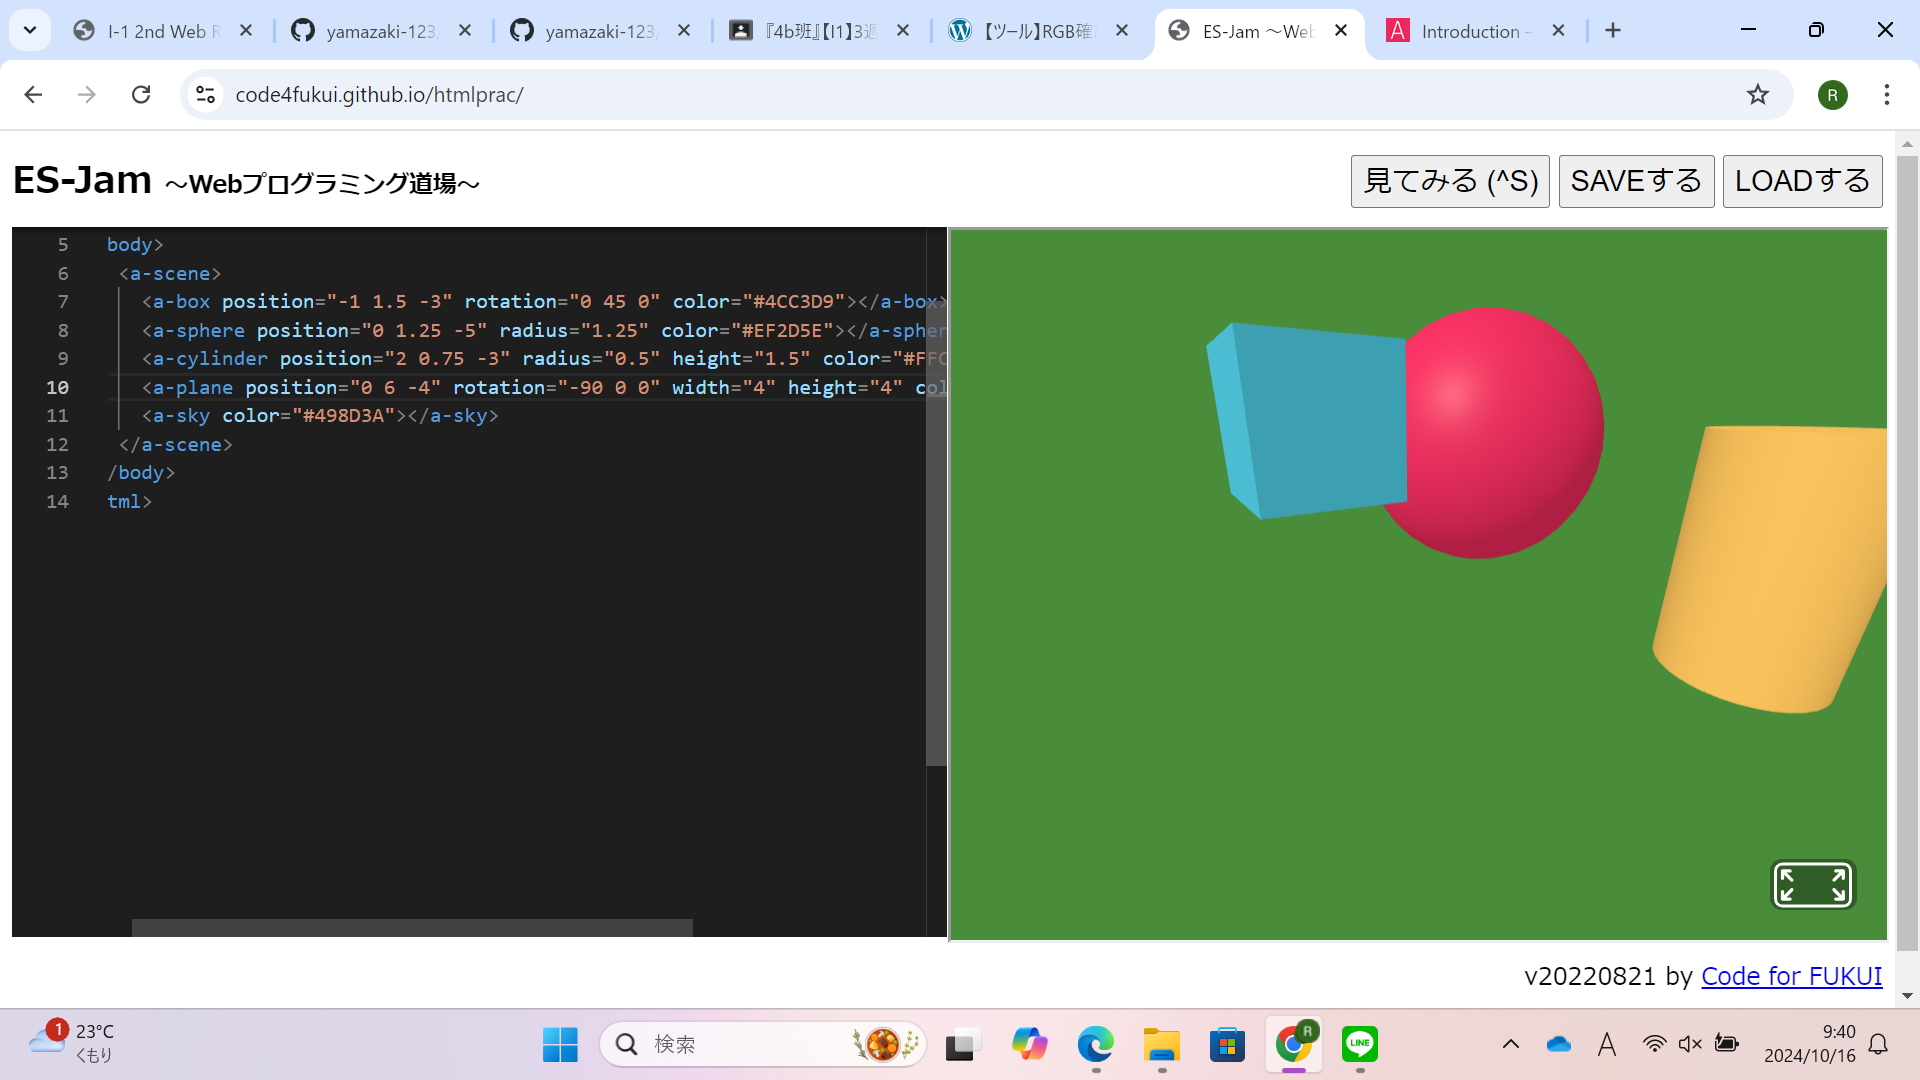 I-1 2nd Web R
yamazaki-123/
yamazaki-123/
『4b班』【I1】3週
【ツール】RGB確認
ES-Jam ～Web
Introduction –
code4fukui.github.io/htmlprac/
R
ES-Jam ～Webプログラミング道場～
見てみる (^S)
SAVEする
LOADする
5 body>
6 <a-scene>
7 <a-box position="-1 1.5 -3" rotation="0 45 0" color="#4CC3D9"></a-box>
8 <a-sphere position="0 1.25 -5" radius="1.25" color="#EF2D5E"></a-spher
9 <a-cylinder position="2 0.75 -3" radius="0.5" height="1.5" color="#FFC
10 <a-plane position="0 6 -4" rotation="-90 0 0" width="4" height="4" col
11 <a-sky color="#498D3A"></a-sky>
12 </a-scene>
13 /body>
14 tml>
v20220821 by Code for FUKUI
1
23°C
くもり
検索
R
LINE
A
9:40
2024/10/16